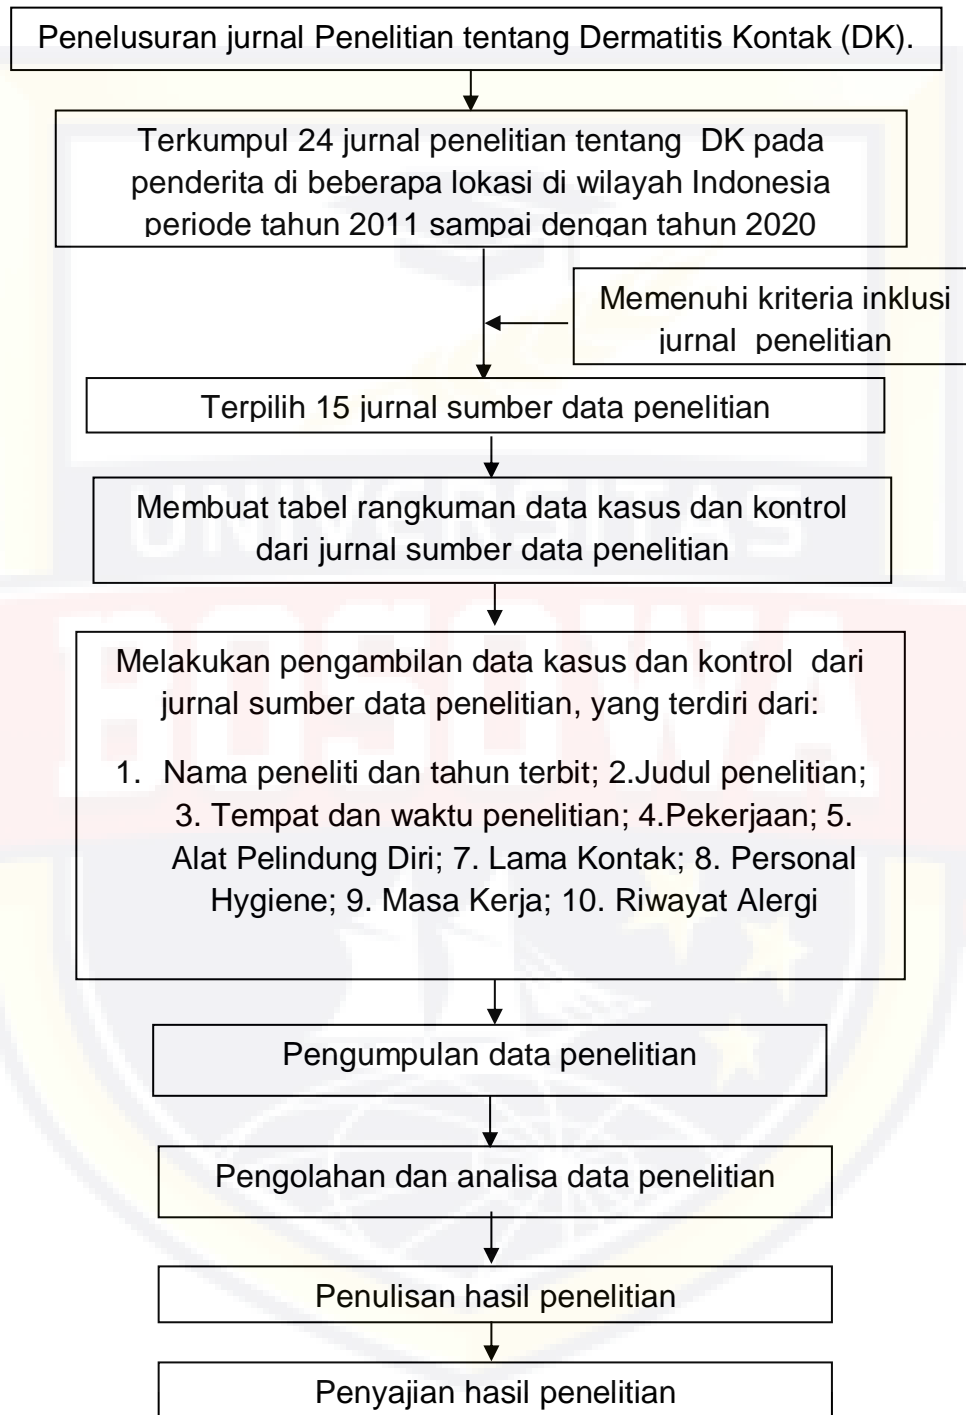 Penelusuran jurnal Penelitian tentang Dermatitis Kontak (DK).
Terkumpul 24 jurnal penelitian tentang DK pada
penderita di beberapa lokasi di wilayah Indonesia
periode tahun 2011 sampai dengan tahun 2020
Memenuhi kriteria inklusi
jurnal penelitian
Terpilih 15 jurnal sumber data penelitian
Membuat tabel rangkuman data kasus dan kontrol
dari jurnal sumber data penelitian
UNIVERSITAS
BOSOWA
Melakukan pengambilan data kasus dan kontrol dari
jurnal sumber data penelitian, yang terdiri dari:
1. Nama peneliti dan tahun terbit; 2.Judul penelitian;
3. Tempat dan waktu penelitian; 4.Pekerjaan; 5.
Alat Pelindung Diri; 7. Lama Kontak; 8. Personal
Hygiene; 9. Masa Kerja; 10. Riwayat Alergi
Pengumpulan data penelitian
Pengolahan dan analisa data penelitian
Penulisan hasil penelitian
Penyajian hasil penelitian